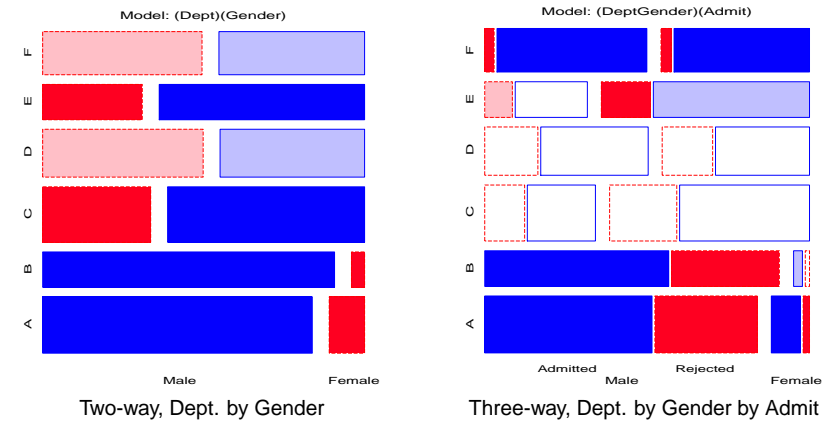 Model: (Dept)(Gender)
F
E
D
C
B
A
Male Female
Two-way, Dept. by Gender
Model: (DeptGender)(Admit)
F
E
D
C
B
A
Admitted Rejected
Male Female
Three-way, Dept. by Gender by Admit